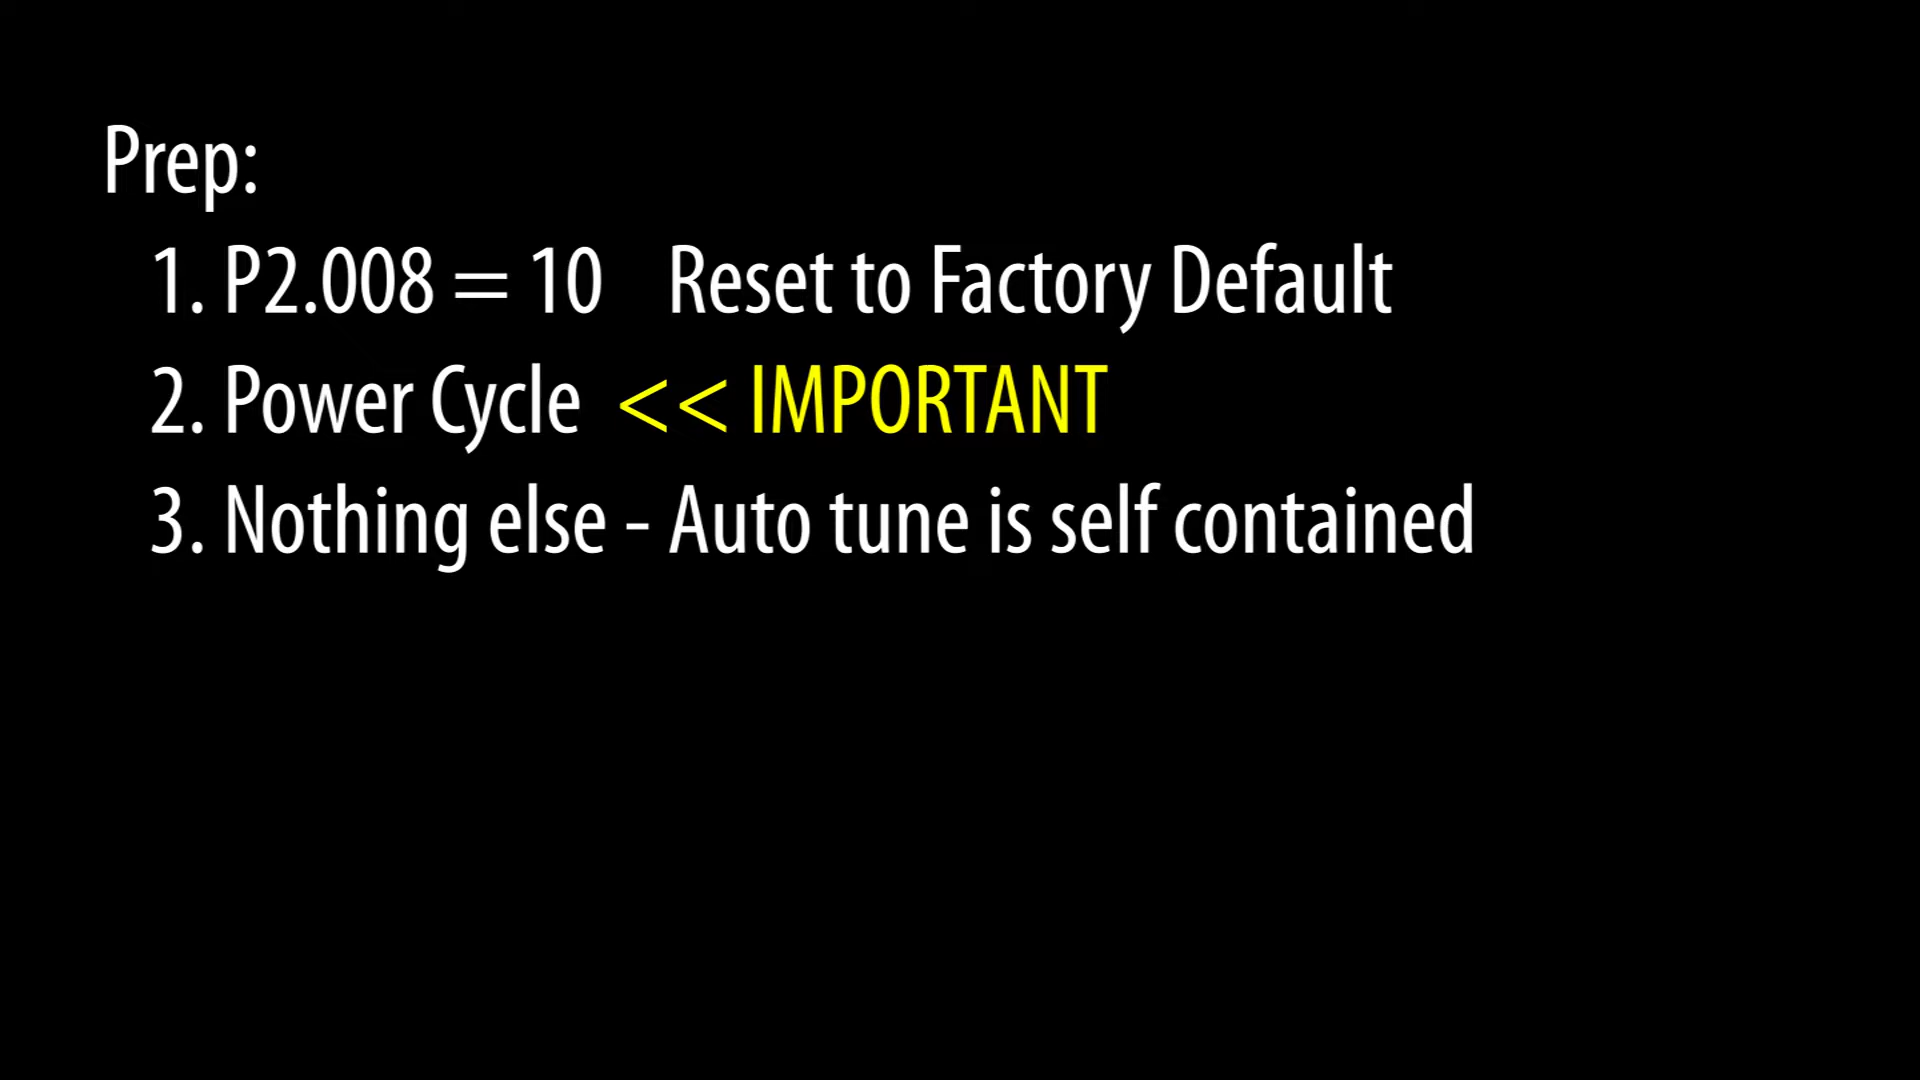 Prep:
1. P2.008 = 10 Reset to Factory Default
2. Power Cycle << IMPORTANT
3. Nothing else - Auto tune is self contained